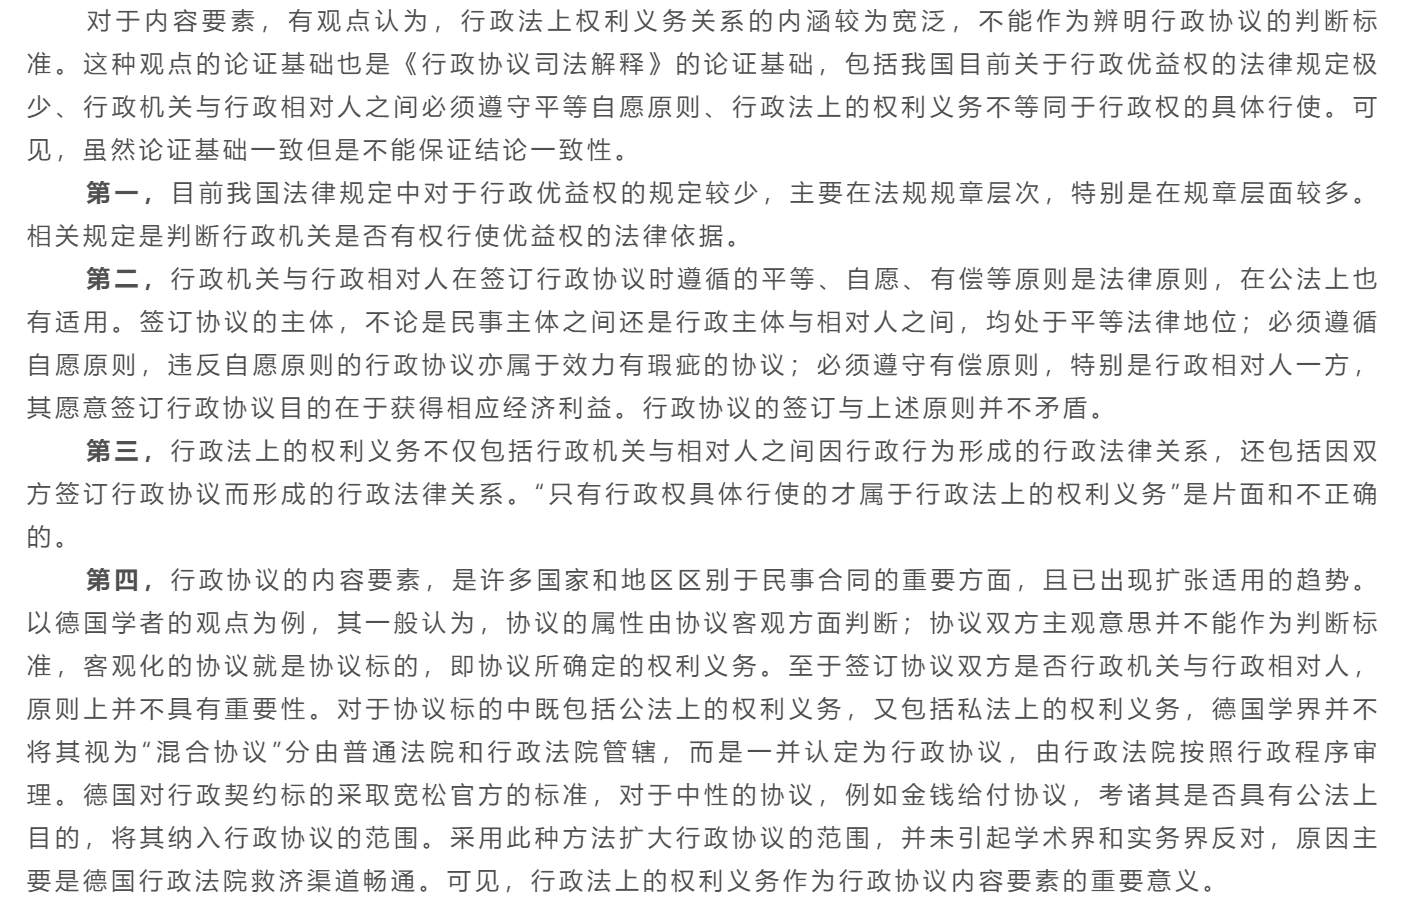 对于内容要素，有观点认为，行政法上权利义务关系的内涵较为宽泛，不能作为辨明行政协议的判断标
准。这种观点的论证基础也是《行政协议司法解释》的论证基础，包括我国目前关于行政优益权的法律规定极
少、行政机关与行政相对人之间必须遵守平等自愿原则、行政法上的权利义务不等同于行政权的具体行使。可
见，虽然论证基础一致但是不能保证结论一致性。
第一，目前我国法律规定中对于行政优益权的规定较少，主要在法规规章层次，特别是在规章层面较多。
相关规定是判断行政机关是否有权行使优益权的法律依据。
第二，行政机关与行政相对人在签订行政协议时遵循的平等、自愿、有偿等原则是法律原则，在公法上也
有适用。签订协议的主体，不论是民事主体之间还是行政主体与相对人之间，均处于平等法律地位；必须遵循
自愿原则，违反自愿原则的行政协议亦属于效力有瑕疵的协议；必须遵守有偿原则，特别是行政相对人一方，
其愿意签订行政协议目的在于获得相应经济利益。行政协议的签订与上述原则并不矛盾。
第三，行政法上的权利义务不仅包括行政机关与相对人之间因行政行为形成的行政法律关系，还包括因双
方签订行政协议而形成的行政法律关系。“只有行政权具体行使的才属于行政法上的权利义务”是片面和不正确
的。
第四，行政协议的内容要素，是许多国家和地区区别于民事合同的重要方面，且已出现扩张适用的趋势。
以德国学者的观点为例，其一般认为，协议的属性由协议客观方面判断；协议双方主观意思并不能作为判断标
准，客观化的协议就是协议标的，即协议所确定的权利义务。至于签订协议双方是否行政机关与行政相对人，
原则上并不具有重要性。对于协议标的中既包括公法上的权利义务，又包括私法上的权利义务，德国学界并不
将其视为“混合协议”分由普通法院和行政法院管辖，而是一并认定为行政协议，由行政法院按照行政程序审
理。德国对行政契约标的采取宽松官方的标准，对于中性的协议，例如金钱给付协议，考诸其是否具有公法上
目的，将其纳入行政协议的范围。采用此种方法扩大行政协议的范围，并未引起学术界和实务界反对，原因主
要是德国行政法院救济渠道畅通。可见，行政法上的权利义务作为行政协议内容要素的重要意义。